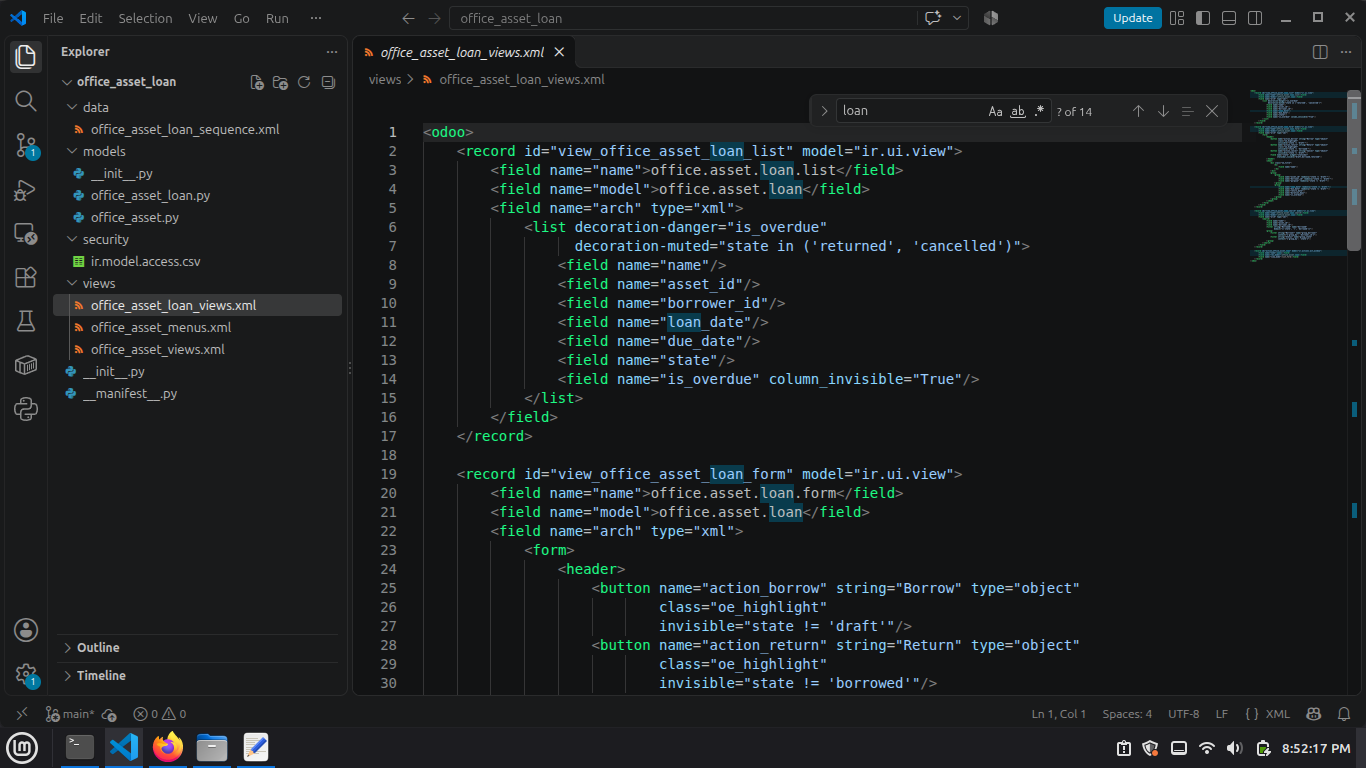 File Edit Selection View Go Run ··· office_asset_loan Update
Explorer
office_asset_loan
data
office_asset_loan_sequence.xml
models
__init__.py
office_asset_loan.py
office_asset.py
security
ir.model.access.csv
views
office_asset_loan_views.xml
office_asset_menus.xml
office_asset_views.xml
__init__.py
__manifest__.py
Outline
Timeline
1
1
office_asset_loan_views.xml
views > office_asset_loan_views.xml
loan Aa ab .* ? of 14
1 <odoo>
2     <record id="view_office_asset_loan_list" model="ir.ui.view">
3         <field name="name">office.asset.loan.list</field>
4         <field name="model">office.asset.loan</field>
5         <field name="arch" type="xml">
6             <list decoration-danger="is_overdue"
7                   decoration-muted="state in ('returned', 'cancelled')">
8                 <field name="name"/>
9                 <field name="asset_id"/>
10                 <field name="borrower_id"/>
11                 <field name="loan_date"/>
12                 <field name="due_date"/>
13                 <field name="state"/>
14                 <field name="is_overdue" column_invisible="True"/>
15             </list>
16         </field>
17     </record>
18
19     <record id="view_office_asset_loan_form" model="ir.ui.view">
20         <field name="name">office.asset.loan.form</field>
21         <field name="model">office.asset.loan</field>
22         <field name="arch" type="xml">
23             <form>
24                 <header>
25                     <button name="action_borrow" string="Borrow" type="object"
26                             class="oe_highlight"
27                             invisible="state != 'draft'"/>
28                     <button name="action_return" string="Return" type="object"
29                             class="oe_highlight"
30                             invisible="state != 'borrowed'"/>
main* 0 0 Ln 1, Col 1 Spaces: 4 UTF-8 LF { } XML
8:52:17 PM